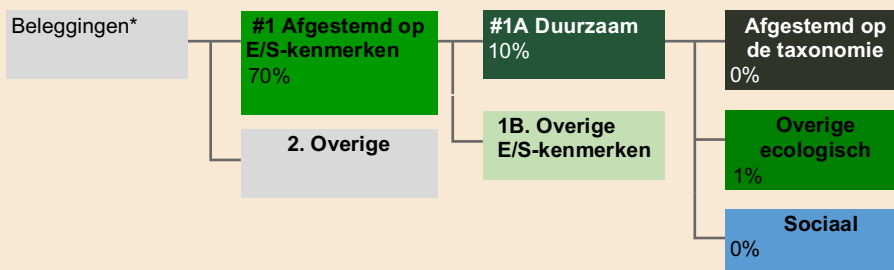 Beleggingen*
#1 Afgestemd op
E/S-kenmerken
70%
2. Overige
#1A Duurzaam
10%
1B. Overige
E/S-kenmerken
Afgestemd op
de taxonomie
0%
Overige
ecologisch
1%
Sociaal
0%